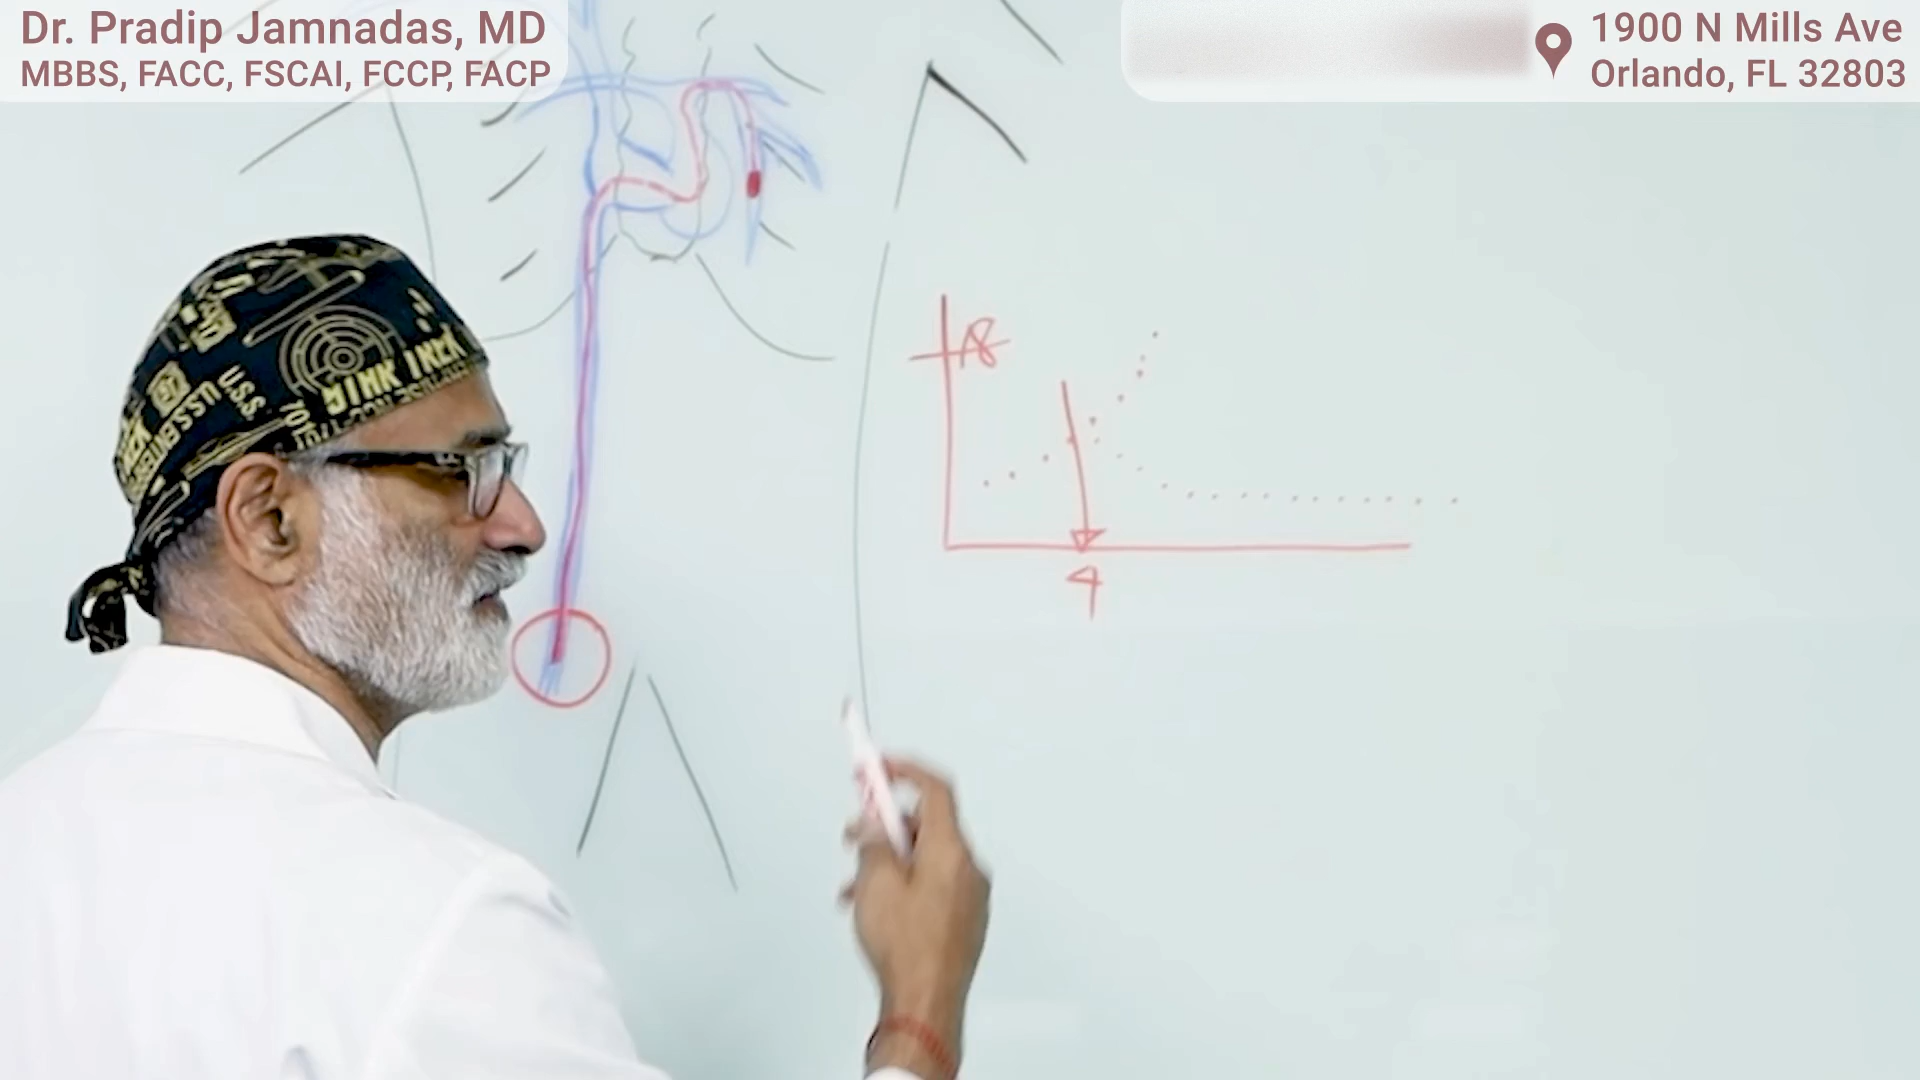 Dr. Pradip Jamnadas, MD
MBBS, FACC, FSCAI, FCCP, FACP
1900 N Mills Ave
Orlando, FL 32803
18
4
U.S.S.